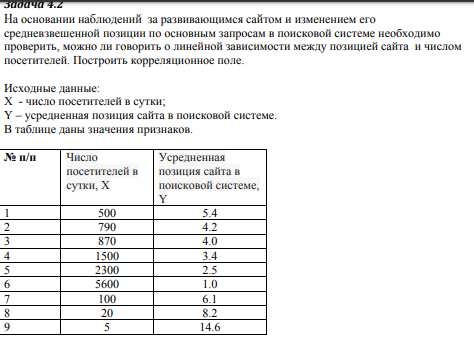 Задача 4.2
На основании наблюдений за развивающимся сайтом и изменением его
средневзвешенной позиции по основным запросам в поисковой системе необходимо
проверить, можно ли говорить о линейной зависимости между позицией сайта и числом
посетителей. Построить корреляционное поле.
Исходные данные:
X - число посетителей в сутки;
Y – усредненная позиция сайта в поисковой системе.
В таблице даны значения признаков.
№ п/п Число посетителей в сутки, X Усредненная позиция сайта в поисковой системе, Y
1 500 5.4
2 790 4.2
3 870 4.0
4 1500 3.4
5 2300 2.5
6 5600 1.0
7 100 6.1
8 20 8.2
9 5 14.6